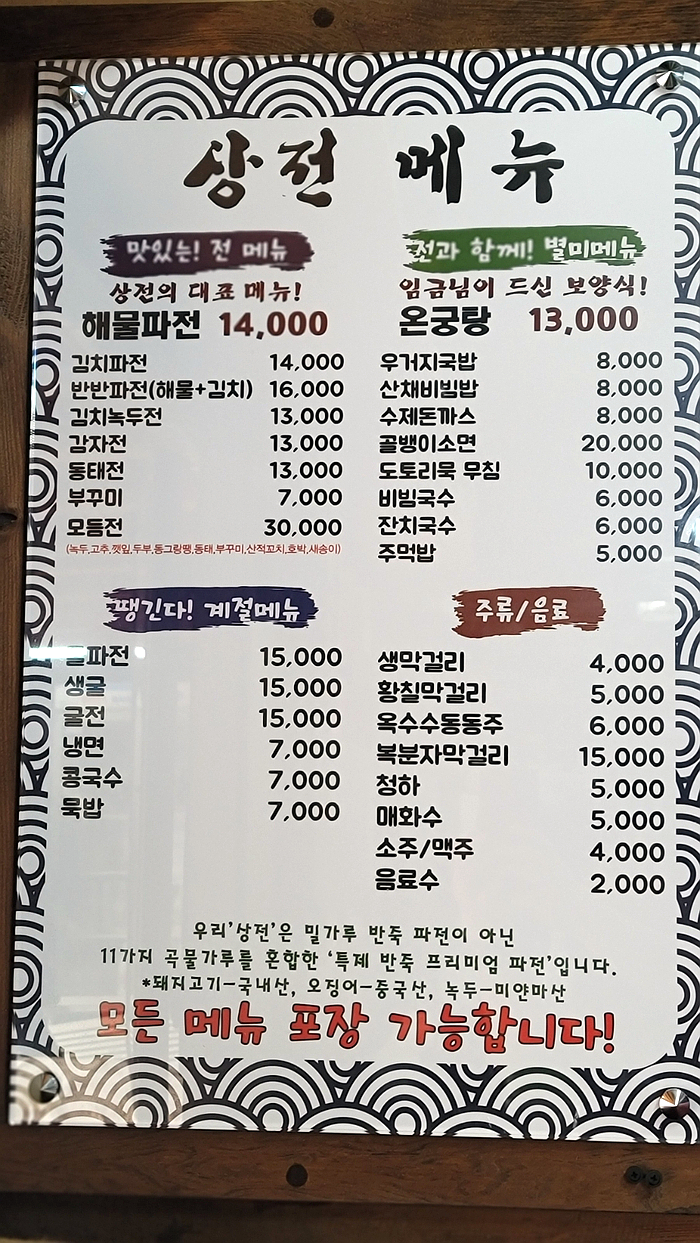 상전 메뉴
맛있는! 전 메뉴
상전의 대표 메뉴!
해물파전 14,000
김치파전 14,000
반반파전(해물+김치) 16,000
김치녹두전 13,000
감자전 13,000
동태전 13,000
부꾸미 7,000
모듬전 30,000
(녹두,고추,깻잎,두부,동그랑땡,동태,부꾸미,산적꼬치,호박,새송이)
전과 함께! 별미메뉴
임금님이 드신 보양식!
온궁탕 13,000
우거지국밥 8,000
산채비빔밥 8,000
수제돈까스 8,000
골뱅이소면 20,000
도토리묵 무침 10,000
비빔국수 6,000
잔치국수 6,000
주먹밥 5,000
땡긴다! 계절메뉴
파전 15,000
생굴 15,000
굴전 15,000
냉면 7,000
콩국수 7,000
묵밥 7,000
주류/음료
생막걸리 4,000
황칠막걸리 5,000
옥수수동동주 6,000
복분자막걸리 15,000
청하 5,000
매화수 5,000
소주/맥주 4,000
음료수 2,000
우리'상전'은 밀가루 반죽 파전이 아닌
11가지 곡물가루를 혼합한 '특제 반죽 프리미엄 파전'입니다.
*돼지고기-국내산, 오징어-중국산, 녹두-미얀마산
모든 메뉴 포장 가능합니다!